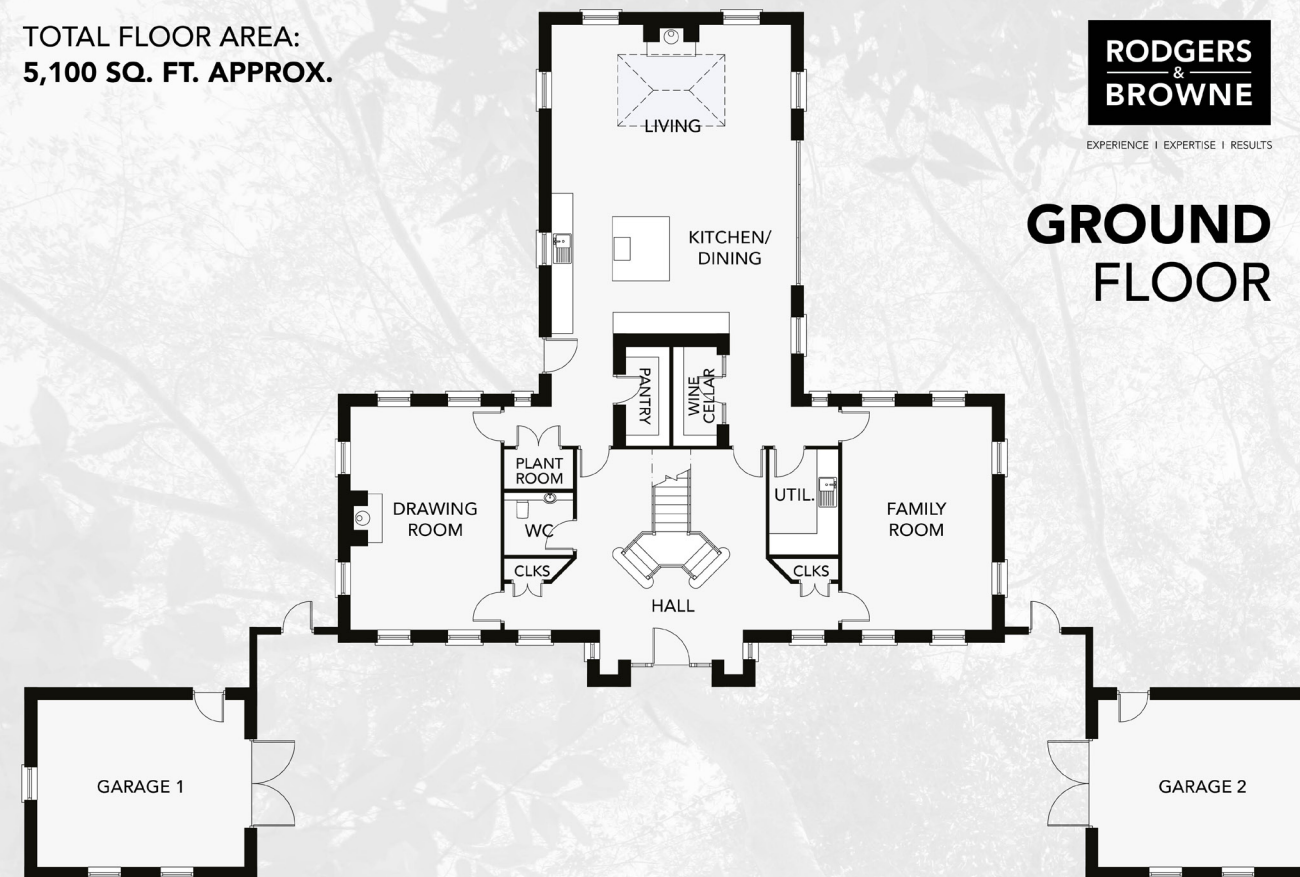 TOTAL FLOOR AREA:
5,100 SQ. FT. APPROX.
RODGERS
&
BROWNE
EXPERIENCE I EXPERTISE I RESULTS
GROUND
FLOOR
LIVING
KITCHEN/
DINING
PANTRY
WINE
CELLAR
PLANT
ROOM
UTIL.
DRAWING
ROOM
WC
FAMILY
ROOM
CLKS
CLKS
HALL
GARAGE 1
GARAGE 2